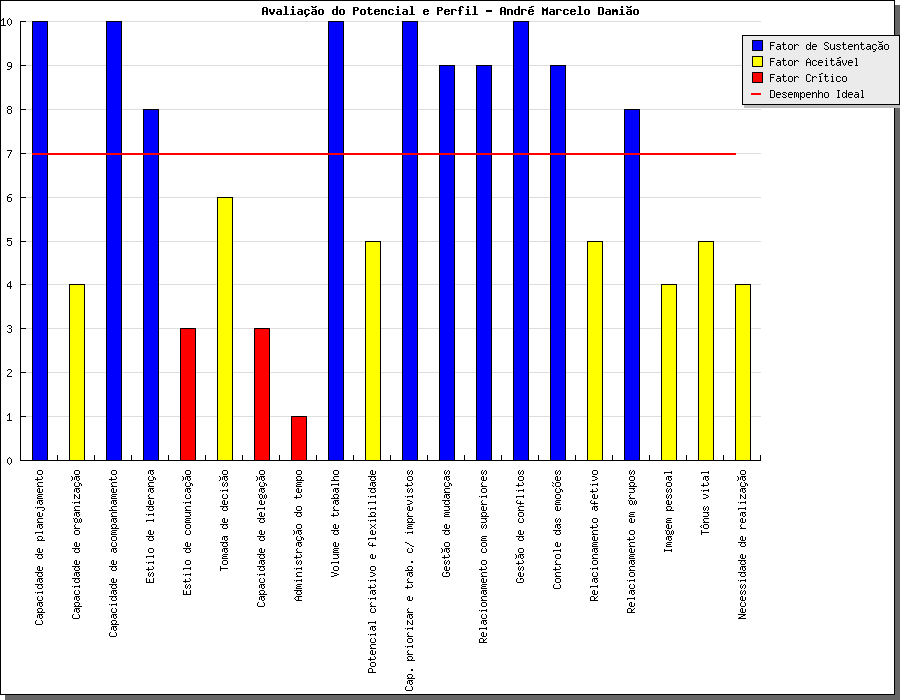 Avaliação do Potencial e Perfil - André Marcelo Damião
10
9
8
7
6
5
4
3
2
1
0
Fator de Sustentação
Fator Aceitável
Fator Crítico
Desempenho Ideal
Capacidade de planejamento
Capacidade de organização
Capacidade de acompanhamento
Estilo de liderança
Estilo de comunicação
Tomada de decisão
Capacidade de delegação
Administração do tempo
Volume de trabalho
Potencial criativo e flexibilidade
Cap. priorizar e trab. c/ imprevistos
Gestão de mudanças
Relacionamento com superiores
Gestão de conflitos
Controle das emoções
Relacionamento afetivo
Relacionamento em grupos
Imagem pessoal
Tônus vital
Necessidade de realização